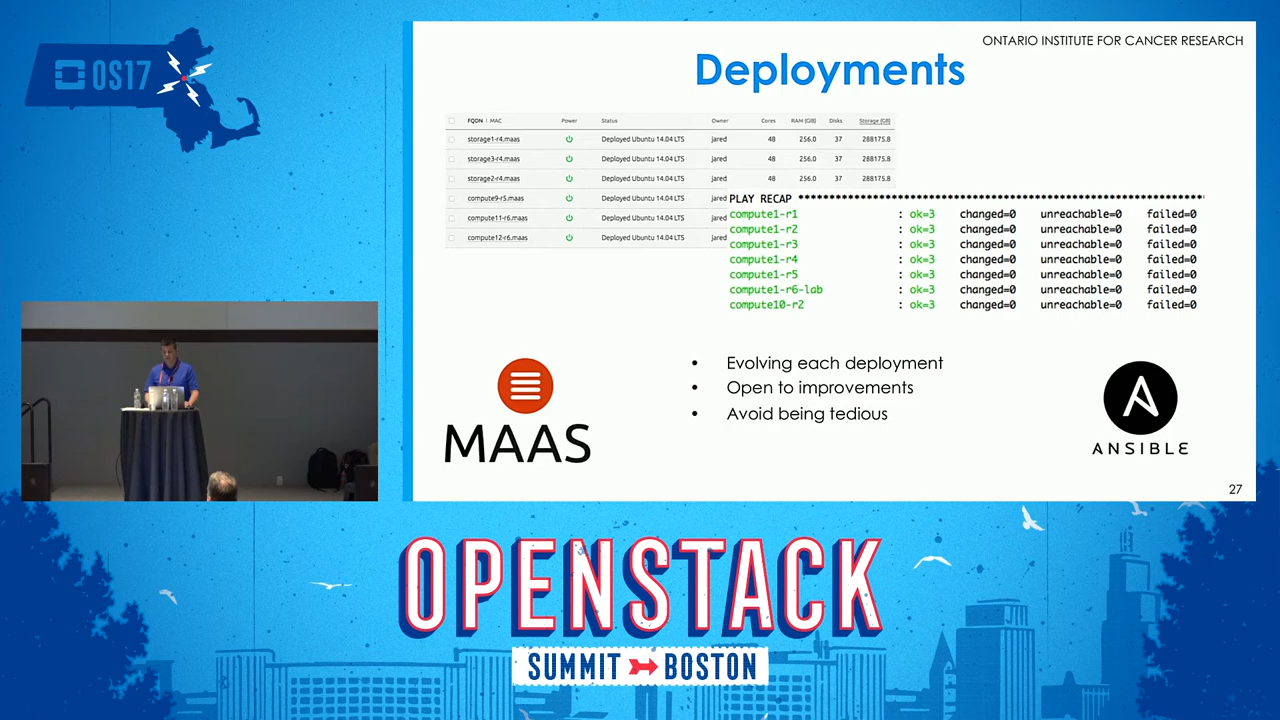 OS17
ONTARIO INSTITUTE FOR CANCER RESEARCH
Deployments
FQDN | MAC Power Status Owner Cores RAM (GB) Disks Storage (GB)
storage1-r4.maas Deployed Ubuntu 14.04 LTS jared 48 256.0 37 288175.8
storage3-r4.maas Deployed Ubuntu 14.04 LTS jared 48 256.0 37 288175.8
storage2-r4.maas Deployed Ubuntu 14.04 LTS jared 48 256.0 37 288175.8
compute9-r5.maas Deployed Ubuntu 14.04 LTS jared
compute11-r6.maas Deployed Ubuntu 14.04 LTS jared
compute12-r6.maas Deployed Ubuntu 14.04 LTS jared
PLAY RECAP
compute1-r1 : ok=3 changed=0 unreachable=0 failed=0
compute1-r2 : ok=3 changed=0 unreachable=0 failed=0
compute1-r3 : ok=3 changed=0 unreachable=0 failed=0
compute1-r4 : ok=3 changed=0 unreachable=0 failed=0
compute1-r5 : ok=3 changed=0 unreachable=0 failed=0
compute1-r6-lab : ok=3 changed=0 unreachable=0 failed=0
compute10-r2 : ok=3 changed=0 unreachable=0 failed=0
MAAS
• Evolving each deployment
• Open to improvements
• Avoid being tedious
ANSIBLE
27
OPENSTACK
SUMMIT BOSTON